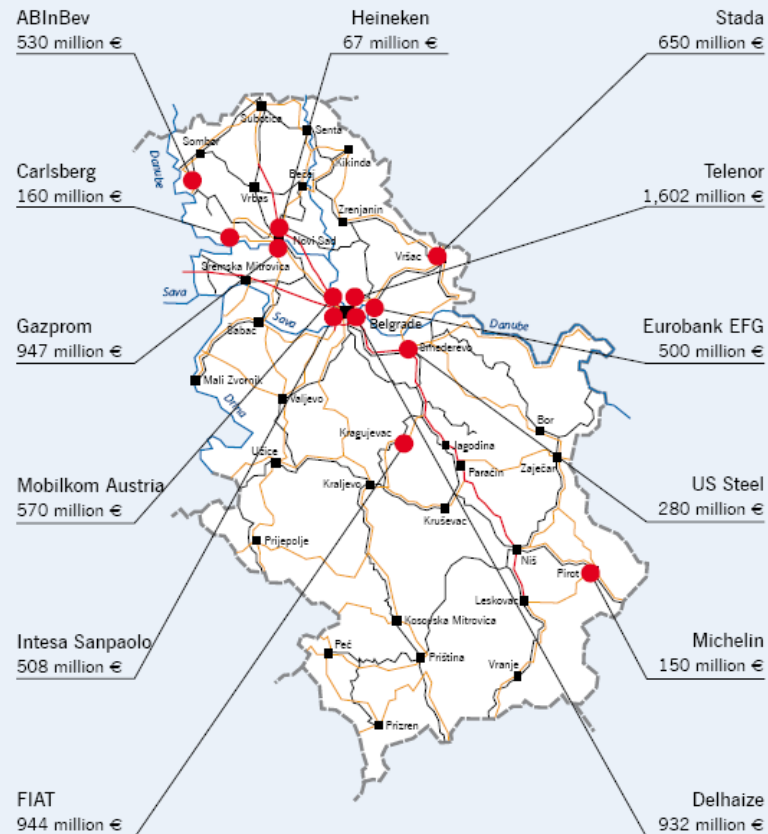 ABInBev
530 million €
Heineken
67 million €
Stada
650 million €
Subotica
Senta
Sombor
Kikinda
Danube
Carlsberg
160 million €
Bečej
Vrbas
Telenor
1,602 million €
Zrenjanin
Novi Sad
Vršac
Sremska Mitrovica
Sava
Sava
Danube
Gazprom
947 million €
Šabac
Belgrade
Eurobank EFG
500 million €
Smederevo
Mali Zvornik
Drina
Valjevo
Bor
Kragujevac
Jagodina
Užice
Paraćin
Zaječar
Mobilkom Austria
570 million €
Kraljevo
US Steel
280 million €
Kruševac
Prijepolje
Niš
Pirot
Leskovac
Intesa Sanpaolo
508 million €
Kosovska Mitrovica
Michelin
150 million €
Peć
Priština
Vranje
Prizren
FIAT
944 million €
Delhaize
932 million €